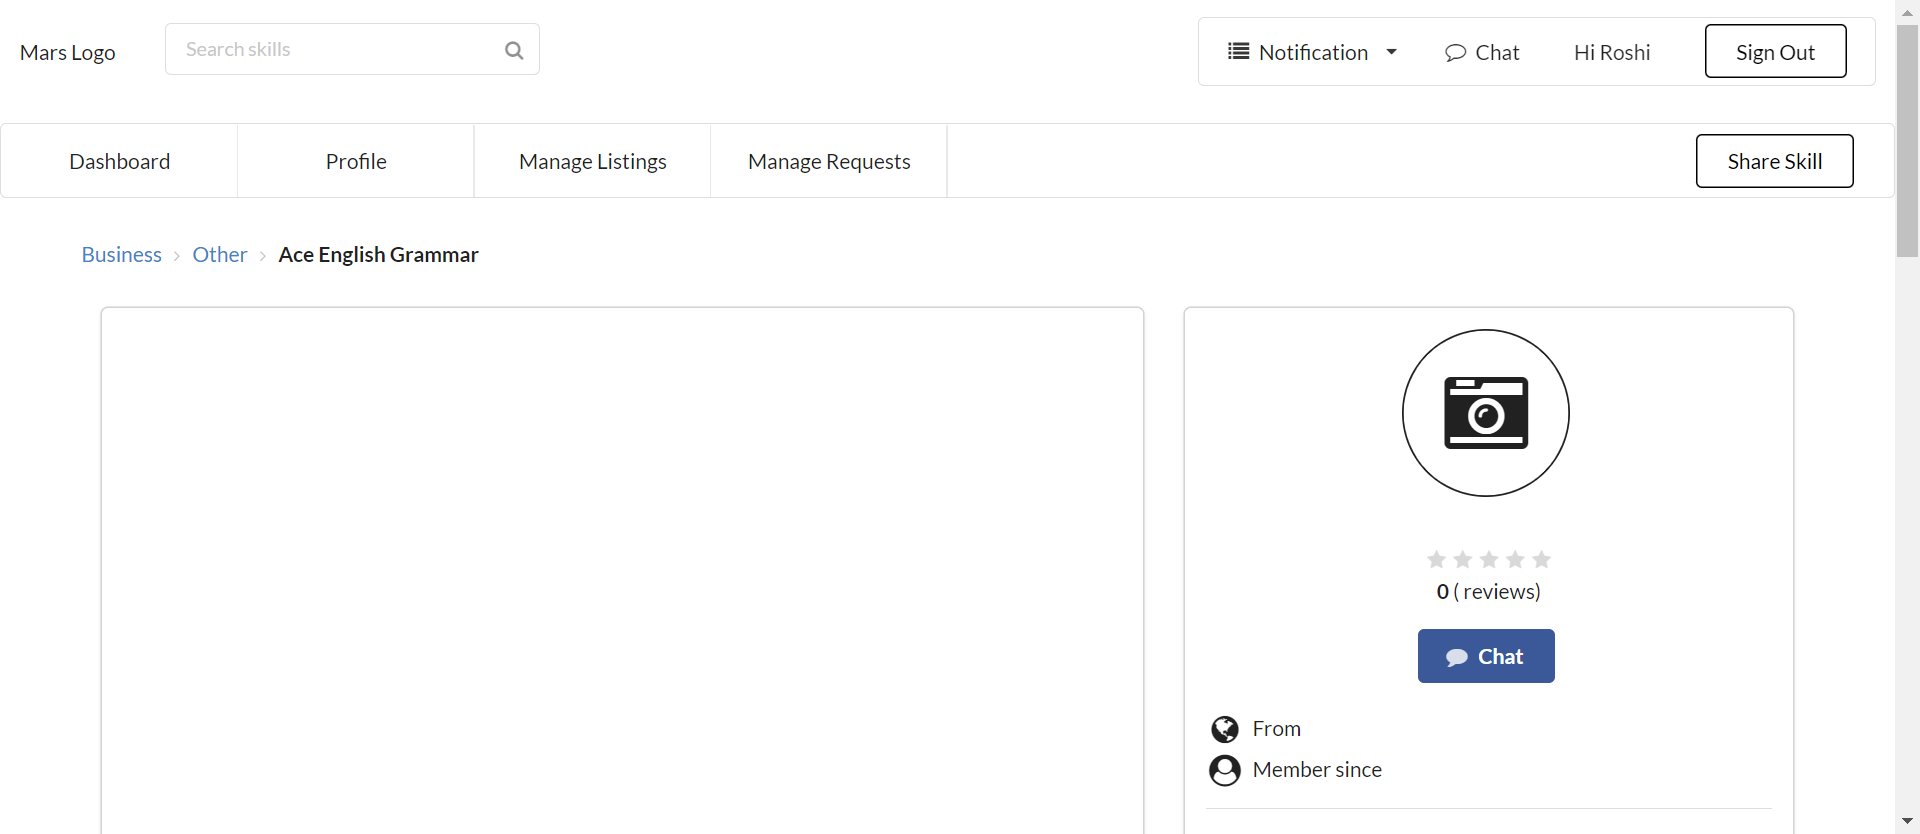 Mars Logo
Search skills
Notification
Chat
Hi Roshi
Sign Out
Dashboard
Profile
Manage Listings
Manage Requests
Share Skill
Business › Other › Ace English Grammar
0 ( reviews)
Chat
From
Member since